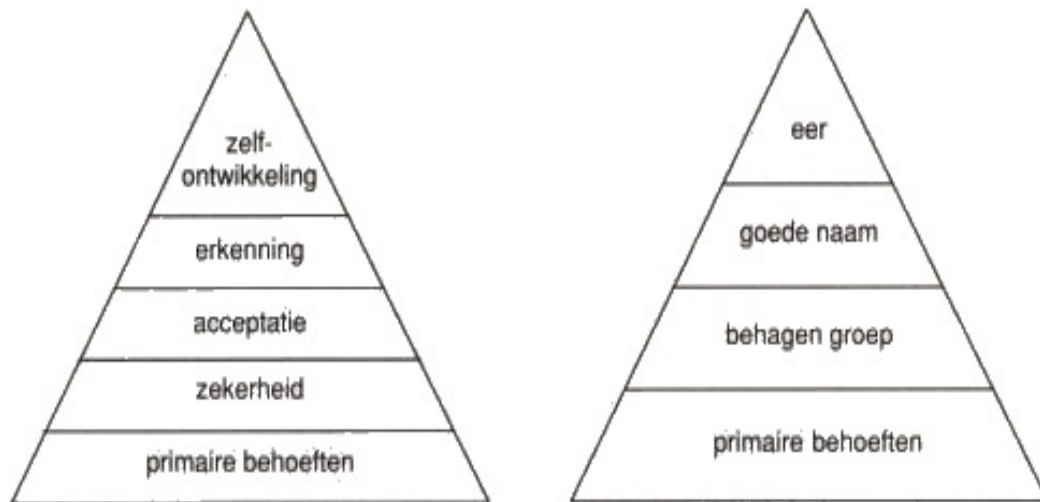 zelf-
ontwikkeling
erkenning
acceptatie
zekerheid
primaire behoeften
eer
goede naam
behagen groep
primaire behoeften